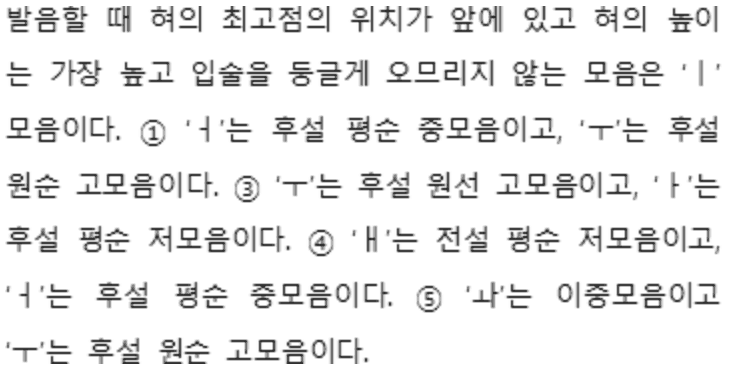 발음할 때 혀의 최고점의 위치가 앞에 있고 혀의 높이
는 가장 높고 입술을 둥글게 오므리지 않는 모음은 ‘ㅣ’
모음이다. ① ‘ㅓ’는 후설 평순 중모음이고, ‘ㅜ’는 후설
원순 고모음이다. ③ ‘ㅜ’는 후설 원선 고모음이고, ‘ㅏ’는
후설 평순 저모음이다. ④ ‘ㅐ’는 전설 평순 저모음이고,
‘ㅓ’는 후설 평순 중모음이다. ⑤ ‘ㅘ’는 이중모음이고
‘ㅜ’는 후설 원순 고모음이다.